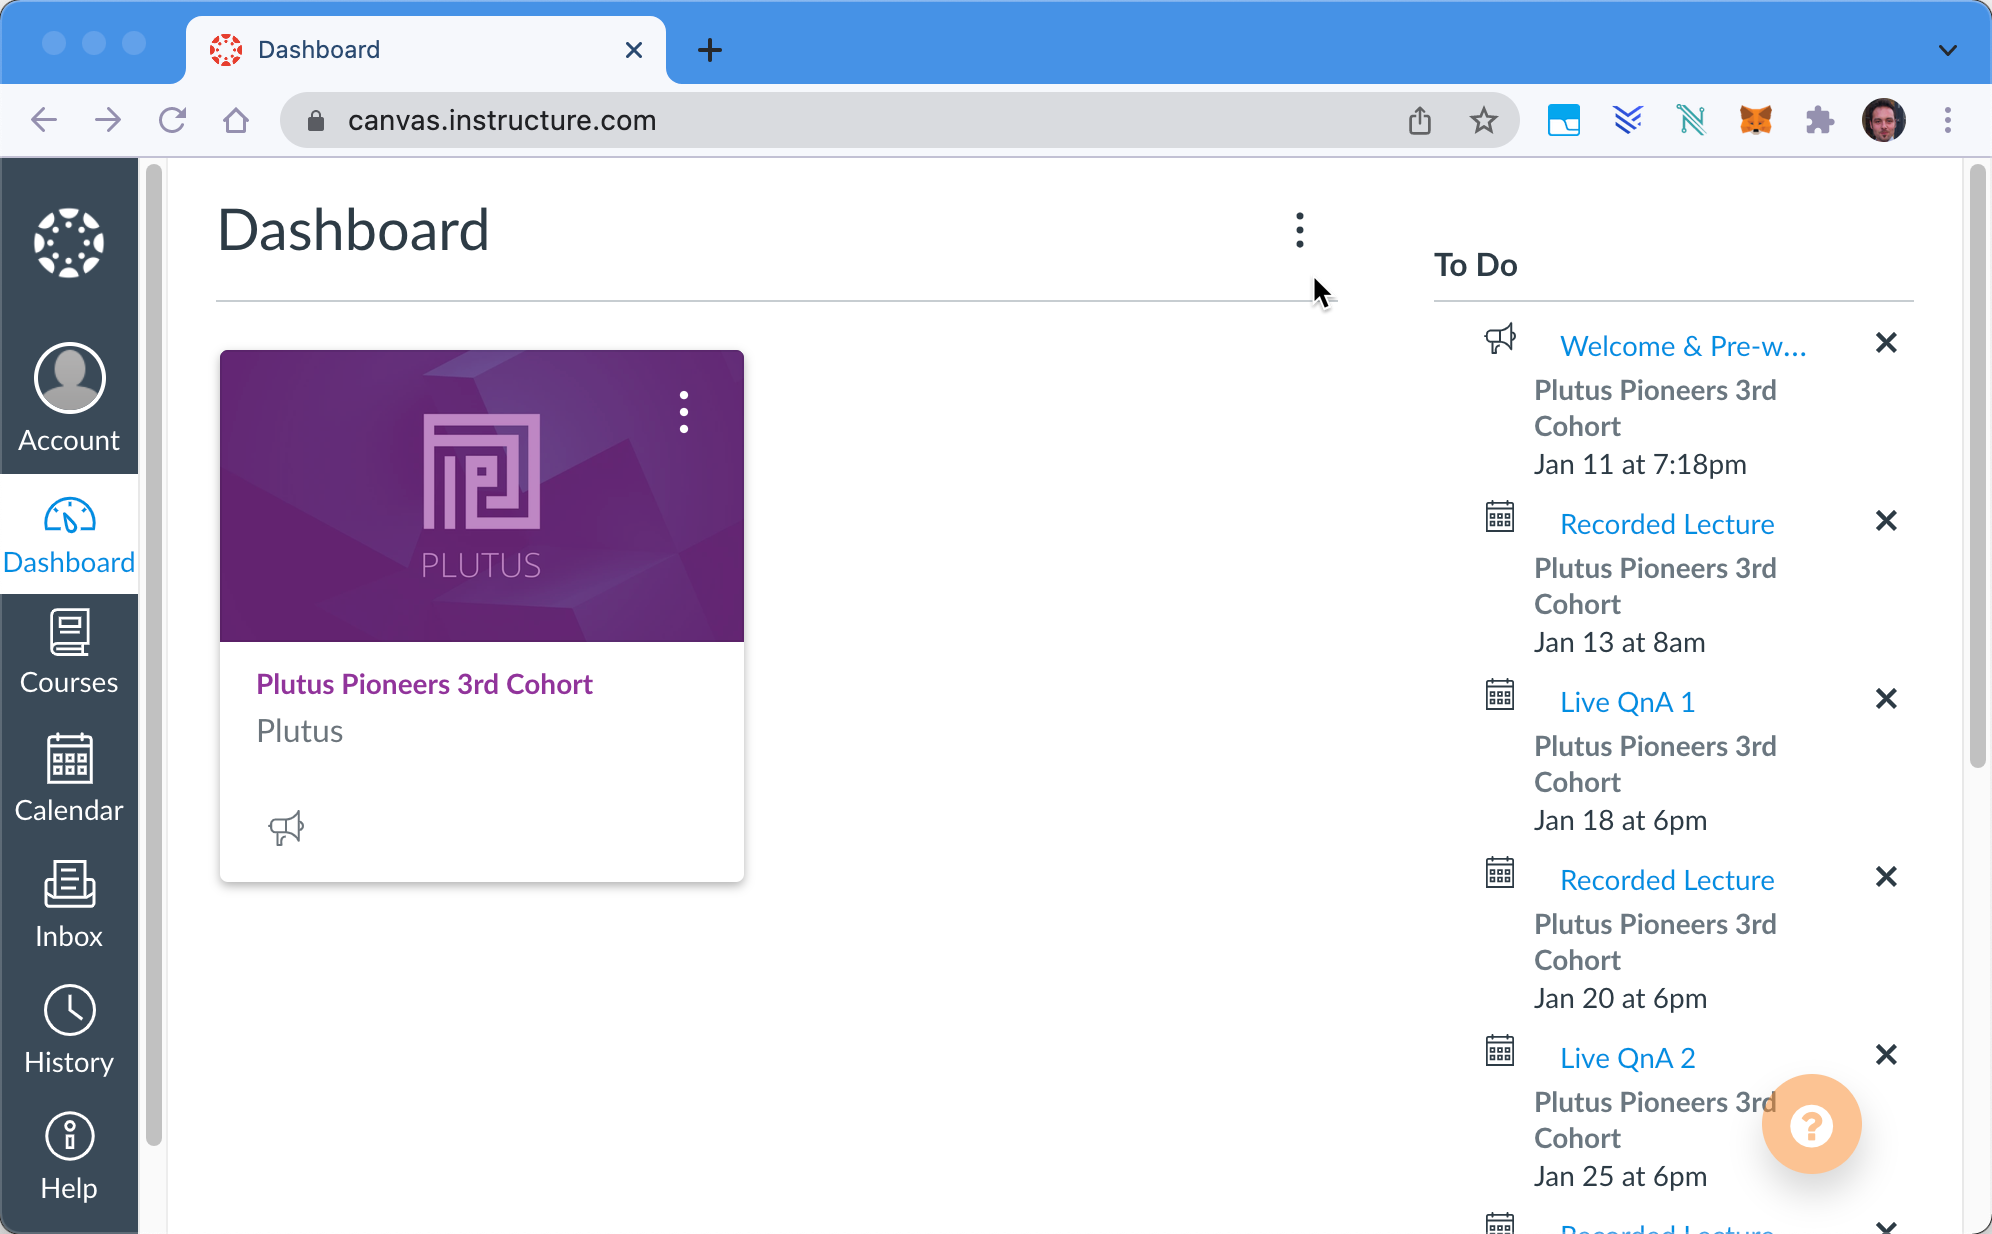 Dashboard
canvas.instructure.com
Account
Dashboard
Courses
Calendar
Inbox
History
Help
Dashboard
PLUTUS
Plutus Pioneers 3rd Cohort
Plutus
To Do
Welcome & Pre-w...
Plutus Pioneers 3rd
Cohort
Jan 11 at 7:18pm
Recorded Lecture
Plutus Pioneers 3rd
Cohort
Jan 13 at 8am
Live QnA 1
Plutus Pioneers 3rd
Cohort
Jan 18 at 6pm
Recorded Lecture
Plutus Pioneers 3rd
Cohort
Jan 20 at 6pm
Live QnA 2
Plutus Pioneers 3rd
Cohort
Jan 25 at 6pm
Recorded Lecture